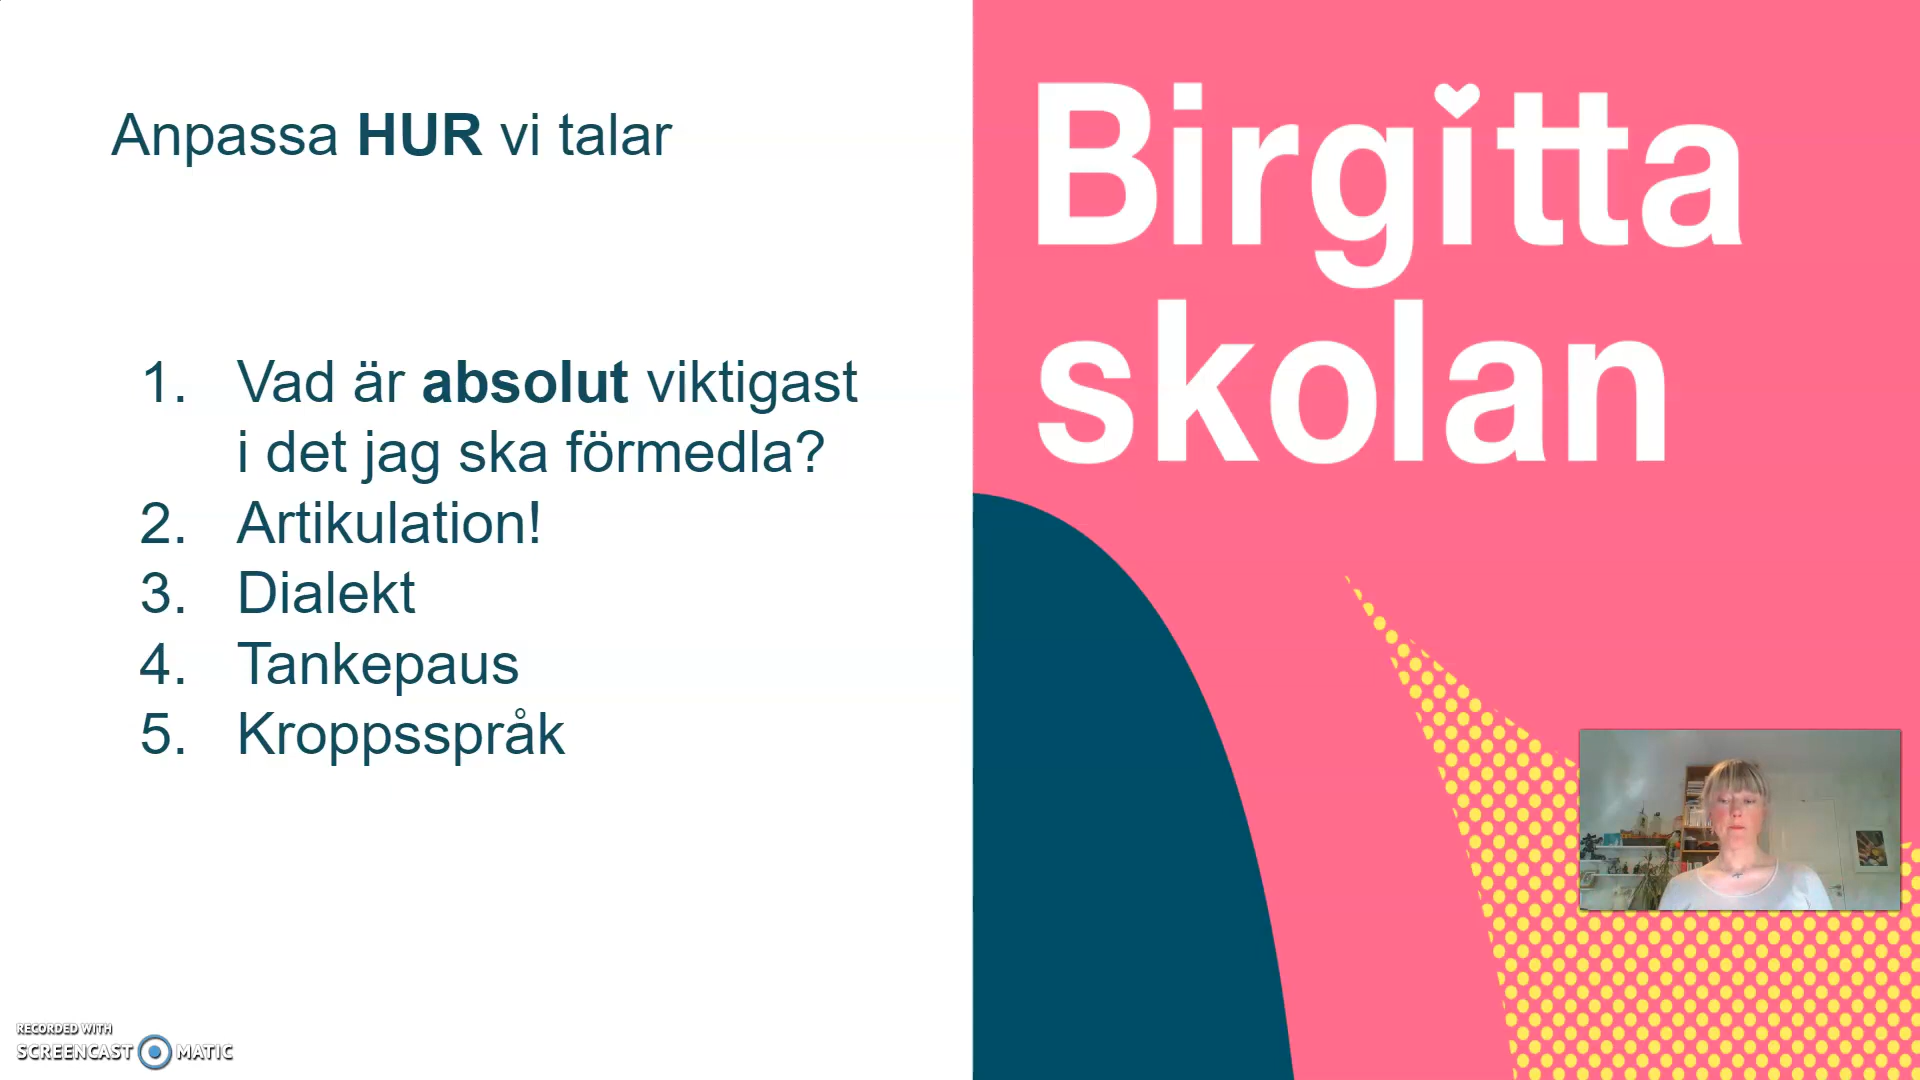 Anpassa HUR vi talar
1. Vad är absolut viktigast
i det jag ska förmedla?
2. Artikulation!
3. Dialekt
4. Tankepaus
5. Kroppsspråk
Birgitta
skolan
RECORDED WITH
SCREENCAST MATIC